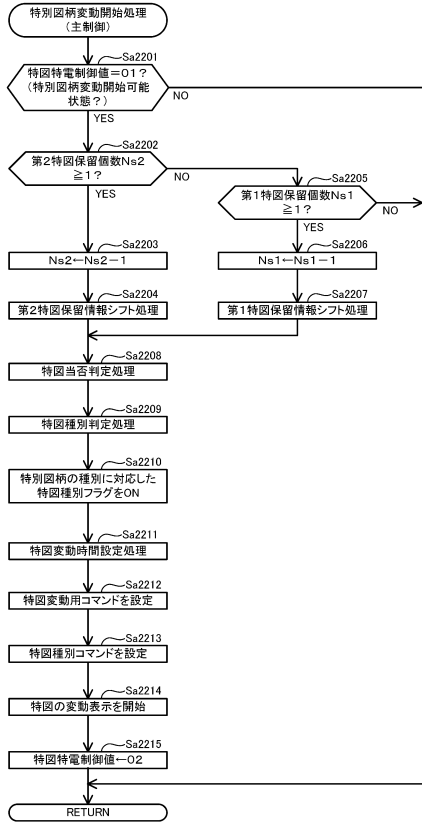 特別図柄変動開始処理
(主制御)
Sa2201
特図特電制御値=01?
(特別図柄変動開始可能
状態?)
NO
YES
Sa2202
第2特図保留個数Ns2
≧1?
NO
YES
Sa2205
第1特図保留個数Ns1
≧1?
NO
YES
Sa2203
Ns2←Ns2-1
Sa2206
Ns1←Ns1-1
Sa2204
第2特図保留情報シフト処理
Sa2207
第1特図保留情報シフト処理
Sa2208
特図当否判定処理
Sa2209
特図種別判定処理
Sa2210
特別図柄の種別に対応した
特図種別フラグをON
Sa2211
特図変動時間設定処理
Sa2212
特図変動用コマンドを設定
Sa2213
特図種別コマンドを設定
Sa2214
特図の変動表示を開始
Sa2215
特図特電制御値←02
RETURN